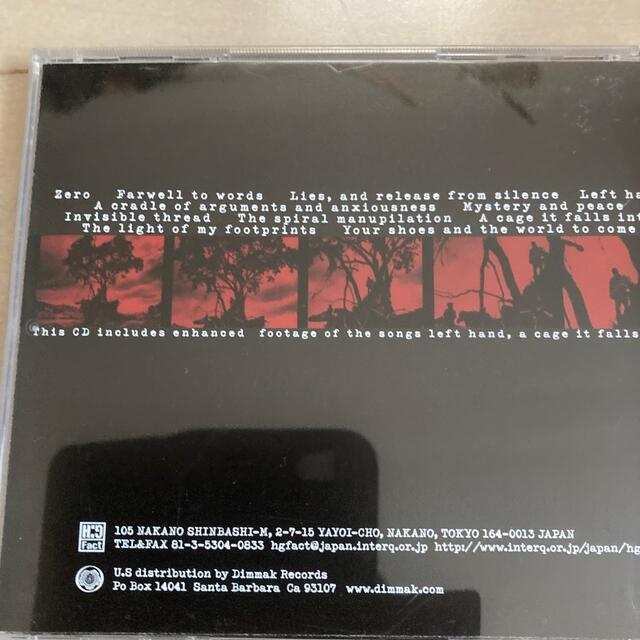 Zero Farwell to words Lies, and release from silence Left ha
A cradle of arguments and anxiousness Mystery and peace
Invisible thread The spiral manupilation A cage it falls int
The light of my footprints Your shoes and the world to come
This CD includes enhanced footage of the songs left hand, a cage it falls
H:G Fact
105 NAKANO SHINBASHI-M, 2-7-15 YAYOI-CHO, NAKANO, TOKYO 164-0013 JAPAN
TEL&FAX 81-3-5304-0833 hgfact@japan.interq.or.jp http://www.interq.or.jp/japan/hg
U.S distribution by Dimmak Records
Po Box 14041 Santa Barbara Ca 93107 www.dimmak.com